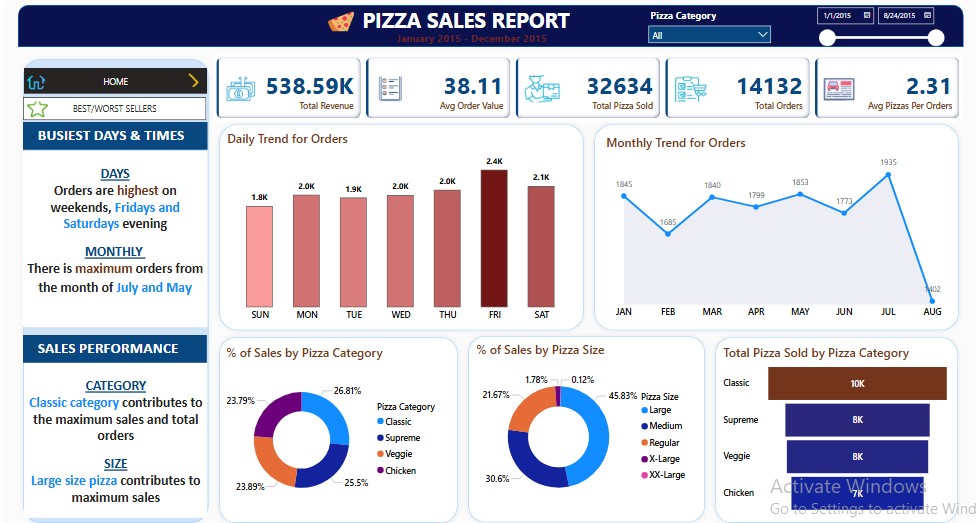 PIZZA SALES REPORT
January 2015 - December 2015
Pizza Category
All
1/1/2015
8/24/2015
HOME
BEST/WORST SELLERS
538.59K
Total Revenue
38.11
Avg Order Value
32634
Total Pizza Sold
14132
Total Orders
2.31
Avg Pizzas Per Orders
BUSIEST DAYS & TIMES
DAYS
Orders are highest on
weekends, Fridays and
Saturdays evening
MONTHLY
There is maximum orders from
the month of July and May
SALES PERFORMANCE
CATEGORY
Classic category contributes to
the maximum sales and total
orders
SIZE
Large size pizza contributes to
maximum sales
Daily Trend for Orders
1.8K
2.0K
1.9K
2.0K
2.0K
2.4K
2.1K
SUN
MON
TUE
WED
THU
FRI
SAT
Monthly Trend for Orders
1845
1685
1840
1799
1853
1773
1935
1402
JAN
FEB
MAR
APR
MAY
JUN
JUL
AUG
% of Sales by Pizza Category
26.81%
25.5%
23.89%
23.79%
Pizza Category
Classic
Supreme
Veggie
Chicken
% of Sales by Pizza Size
1.78%
0.12%
21.67%
45.83%
30.6%
Pizza Size
Large
Medium
Regular
X-Large
XX-Large
Total Pizza Sold by Pizza Category
Classic
10K
Supreme
8K
Veggie
8K
Chicken
7K
Activate Windows
Go to Settings to activate Wind